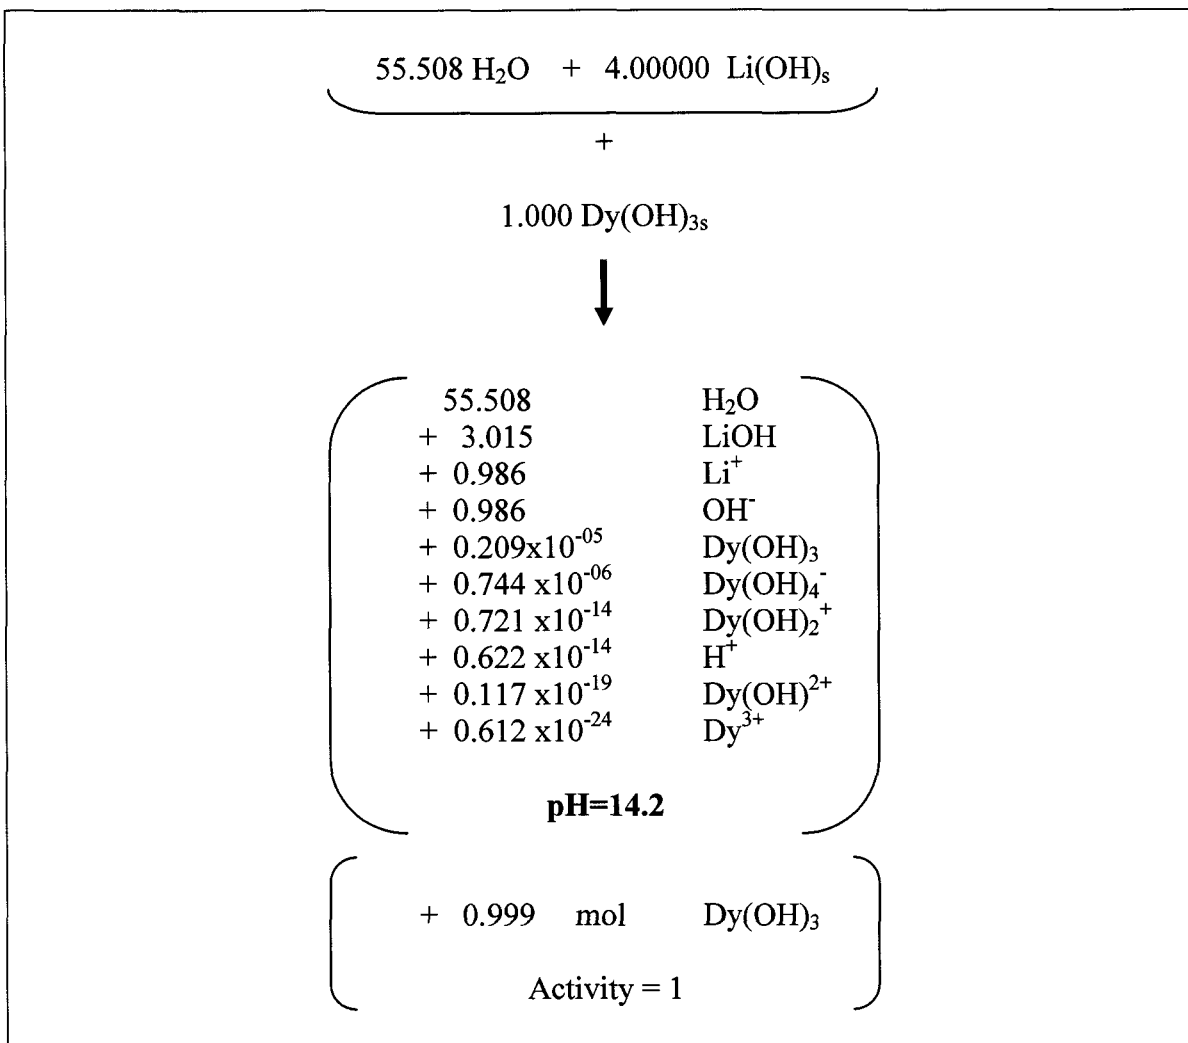 55.508 H₂O + 4.00000 Li(OH)ₛ
+
1.000 Dy(OH)₃ₛ
55.508 H₂O
+ 3.015 LiOH
+ 0.986 Li⁺
+ 0.986 OH⁻
+ 0.209x10⁻⁰⁵ Dy(OH)₃
+ 0.744 x10⁻⁰⁶ Dy(OH)₄⁻
+ 0.721 x10⁻¹⁴ Dy(OH)₂⁺
+ 0.622 x10⁻¹⁴ H⁺
+ 0.117 x10⁻¹⁹ Dy(OH)²⁺
+ 0.612 x10⁻²⁴ Dy³⁺
pH=14.2
+ 0.999 mol Dy(OH)₃
Activity = 1